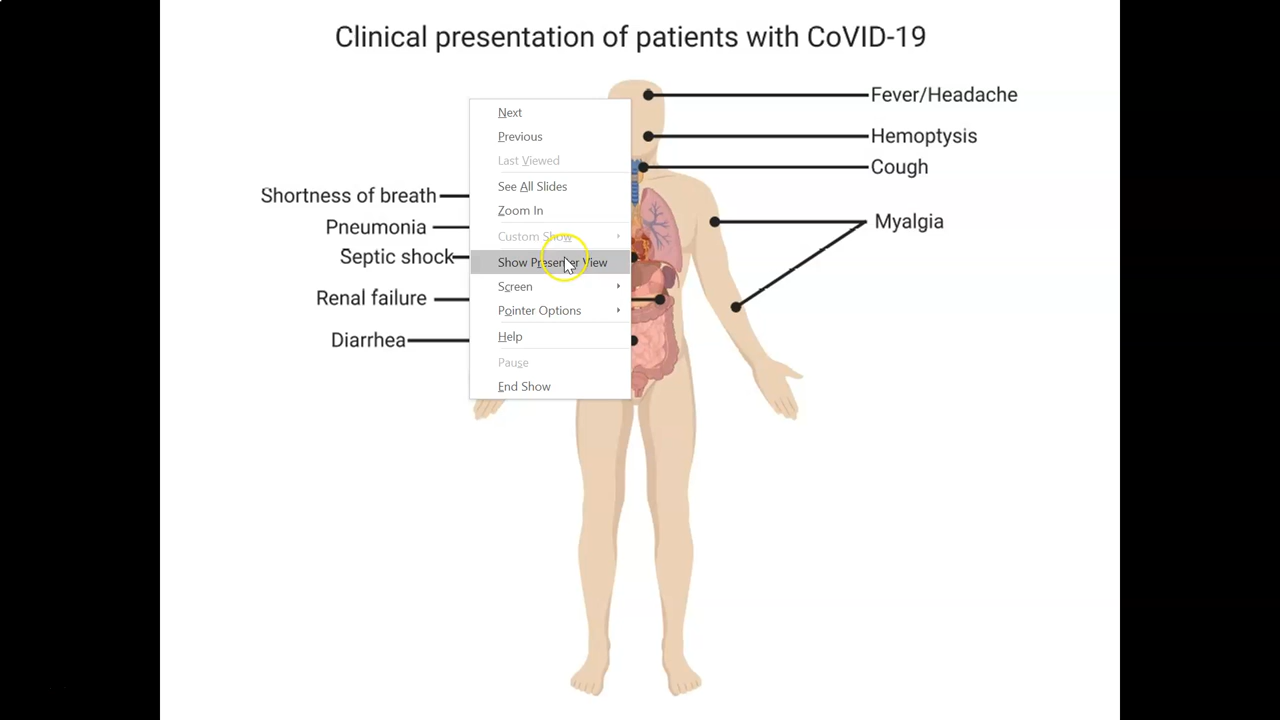 Clinical presentation of patients with CoVID-19
Fever/Headache
Hemoptysis
Cough
Myalgia
Shortness of breath
Pneumonia
Septic shock
Renal failure
Diarrhea
Next
Previous
Last Viewed
See All Slides
Zoom In
Custom Show
Show Presenter View
Screen
Pointer Options
Help
Pause
End Show